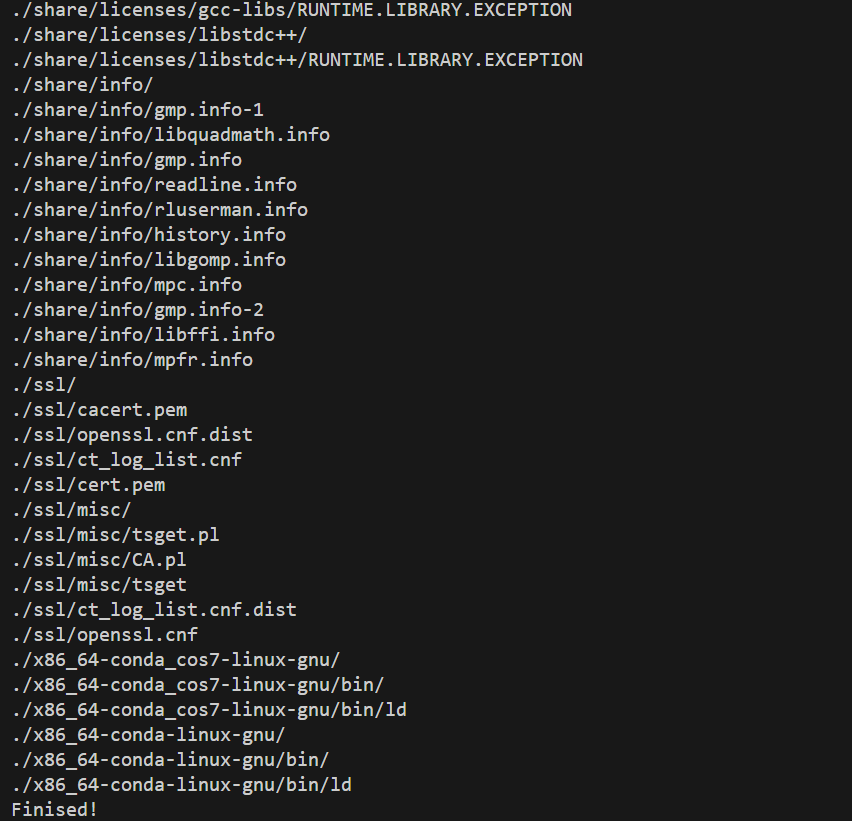 ./share/licenses/gcc-libs/RUNTIME.LIBRARY.EXCEPTION
./share/licenses/libstdc++/
./share/licenses/libstdc++/RUNTIME.LIBRARY.EXCEPTION
./share/info/
./share/info/gmp.info-1
./share/info/libquadmath.info
./share/info/gmp.info
./share/info/readline.info
./share/info/rluserman.info
./share/info/history.info
./share/info/libgomp.info
./share/info/mpc.info
./share/info/gmp.info-2
./share/info/libffi.info
./share/info/mpfr.info
./ssl/
./ssl/cacert.pem
./ssl/openssl.cnf.dist
./ssl/ct_log_list.cnf
./ssl/cert.pem
./ssl/misc/
./ssl/misc/tsget.pl
./ssl/misc/CA.pl
./ssl/misc/tsget
./ssl/ct_log_list.cnf.dist
./ssl/openssl.cnf
./x86_64-conda_cos7-linux-gnu/
./x86_64-conda_cos7-linux-gnu/bin/
./x86_64-conda_cos7-linux-gnu/bin/ld
./x86_64-conda-linux-gnu/
./x86_64-conda-linux-gnu/bin/
./x86_64-conda-linux-gnu/bin/ld
Finised!